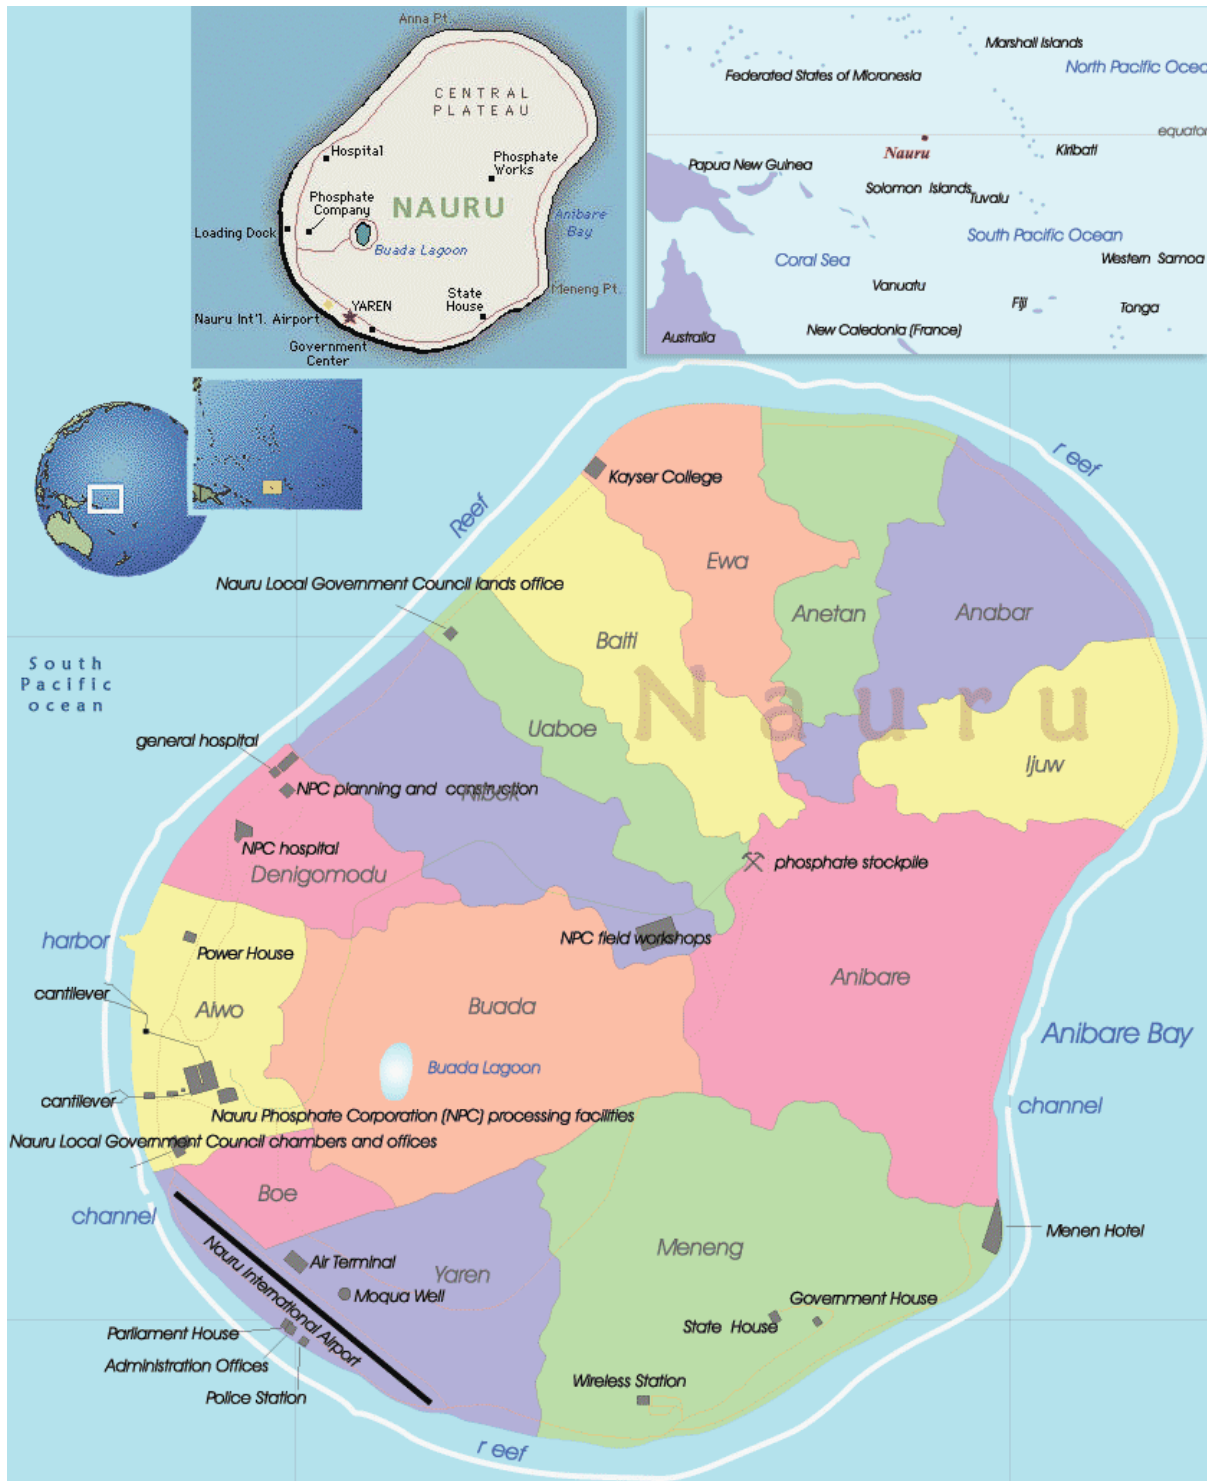 Anna Pt.
CENTRAL
PLATEAU
Hospital
Phosphate
Works
Phosphate
Company
NAURU
Loading Dock
Anibare
Bay
Buada Lagoon
Meneng Pt.
State
House
YAREN
Nauru Int'l. Airport
Government
Center
Marshall Islands
North Pacific Ocea
Federated States of Micronesia
equator
Nauru
Kiribati
Papua New Guinea
Solomon Islands
Tuvalu
South Pacific Ocean
Coral Sea
Western Samoa
Vanuatu
Fiji
Tonga
New Caledonia (France)
Australia
reef
Kayser College
Reef
Ewa
Nauru Local Government Council lands office
Anetan
Anabar
Baiti
South
Pacific
ocean
Nauru
Uaboe
general hospital
Ijuw
NPC planning and construction
Nibok
NPC hospital
phosphate stockpile
Denigomodu
harbor
NPC field workshops
Power House
Anibare
cantilever
Aiwo
Buada
Anibare Bay
Buada Lagoon
cantilever
channel
Nauru Phosphate Corporation (NPC) processing facilities
Nauru Local Government Council chambers and offices
Boe
channel
Menen Hotel
Meneng
Air Terminal
Yaren
Nauru International Airport
Moqua Well
Government House
State House
Parliament House
Administration Offices
Wireless Station
Police Station
reef